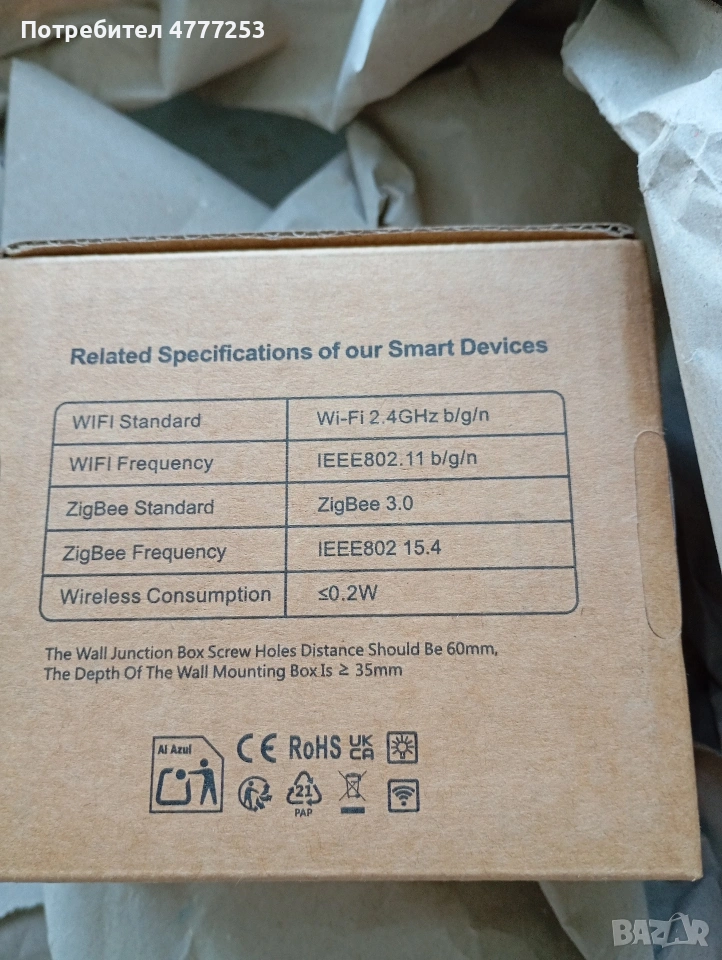 Потребител 4777253
Related Specifications of our Smart Devices
WIFI Standard Wi-Fi 2.4GHz b/g/n
WIFI Frequency IEEE802.11 b/g/n
ZigBee Standard ZigBee 3.0
ZigBee Frequency IEEE802 15.4
Wireless Consumption ≤0.2W
The Wall Junction Box Screw Holes Distance Should Be 60mm,
The Depth Of The Wall Mounting Box Is ≥ 35mm
Al Azul
CE RoHS UK
CA
21
PAP
BAZAR